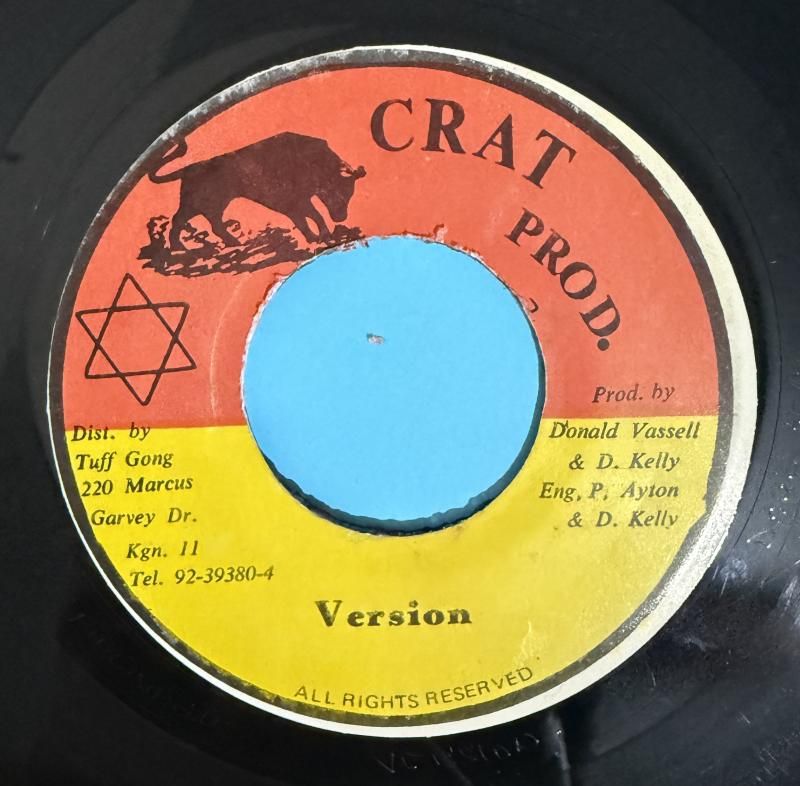 CRAT
PROD.
Prod. by
Donald Vassell
& D. Kelly
Eng, P, Ayton
& D. Kelly
Dist. by
Tuff Gong
220 Marcus
Garvey Dr.
Kgn. 11
Tel. 92-39380-4
Version
ALL RIGHTS RESERVED
VERSION